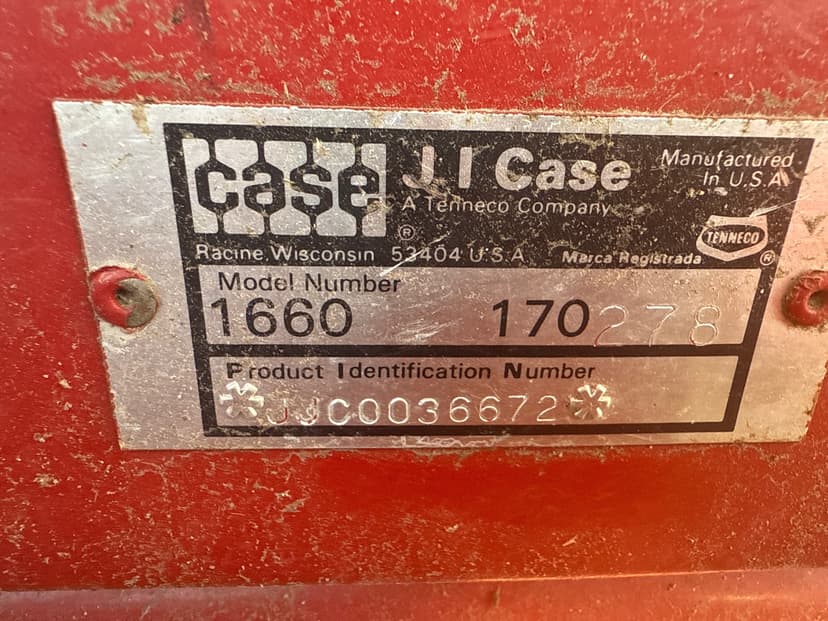 case
J I Case
Manufactured
In U.S.A.
A Tenneco Company
®
TENNECO
Racine, Wisconsin 53404 U.S.A.
Marca Registrada
®
Model Number
1660 170278
Product Identification Number
*JJC0036672*